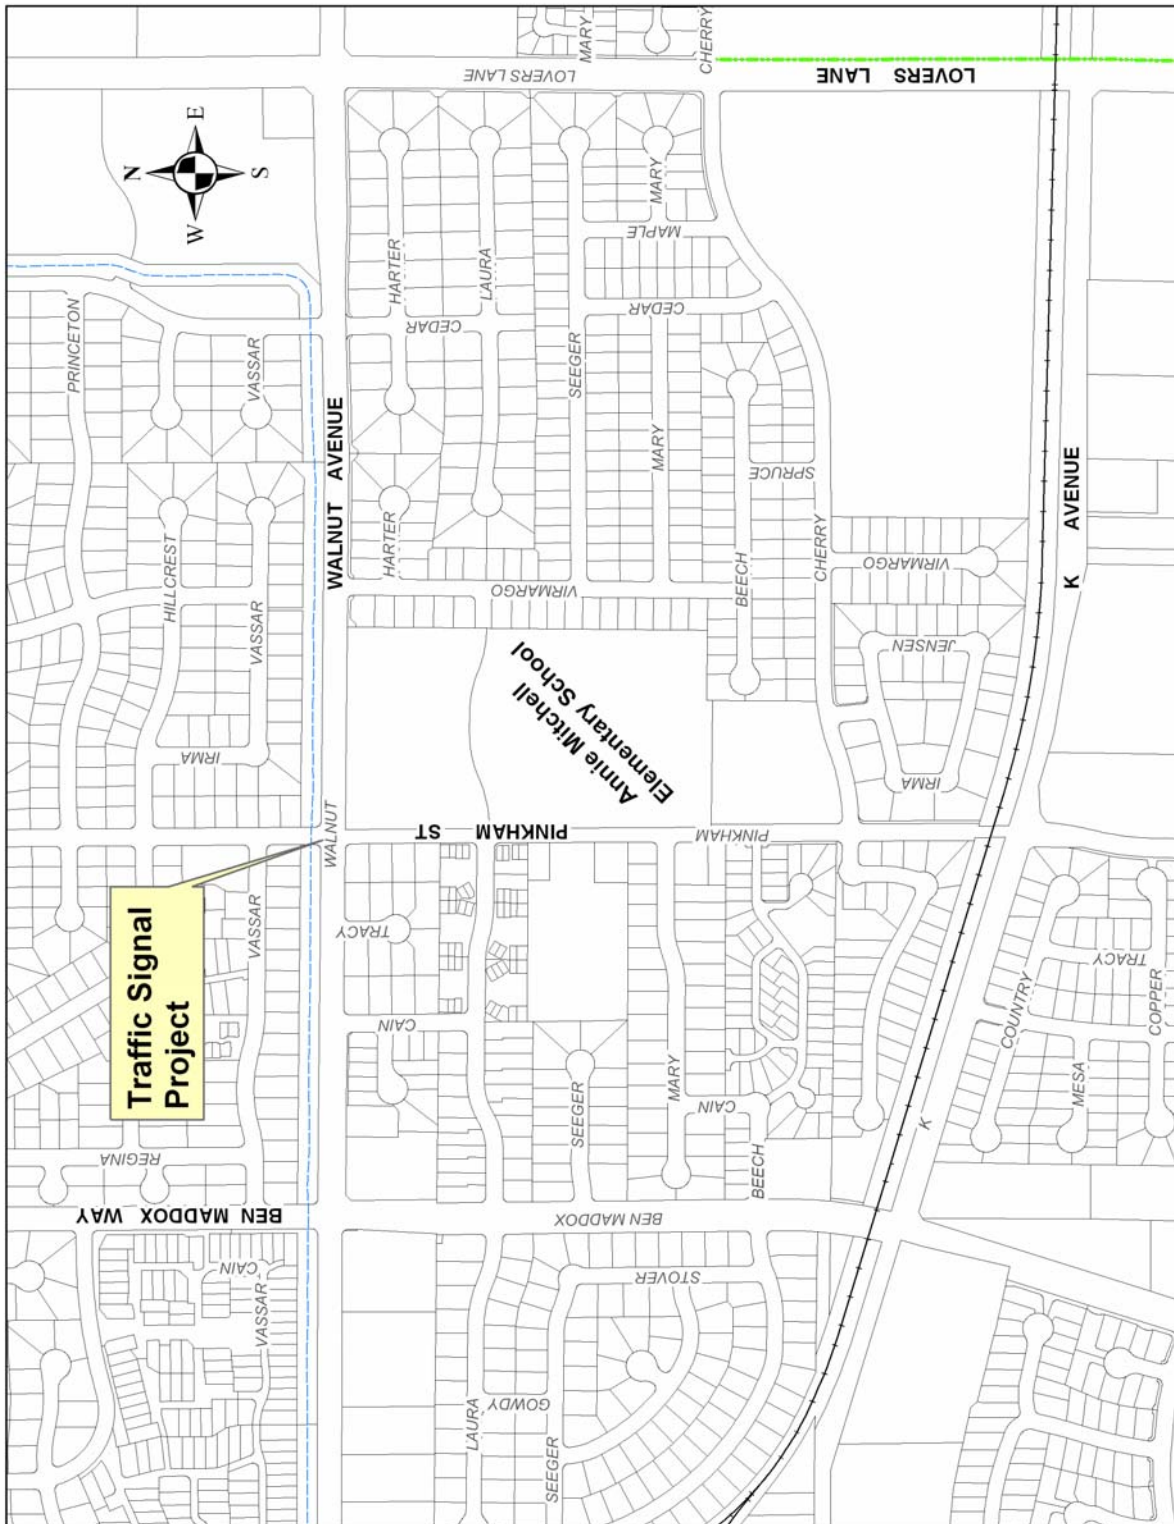 PRINCETON
N
W E
S
BEN MADDOX WAY
REGINA
Traffic Signal
Project
HILLCREST
IRMA
CAIN
VASSAR
VASSAR
VASSAR
VASSAR
WALNUT
WALNUT AVENUE
TRACY
CAIN
HARTER
HARTER
CEDAR
PINKHAM ST
LAURA
LAURA
LOVERS LANE
GOWDY
SEEGER
SEEGER
SEEGER
VIRMARGO
Annie Mitchell
Elementary School
BEN MADDOX
MARY
STOVER
MARY
MARY
MARY
CEDAR
MAPLE
CAIN
PINKHAM
CHERRY
BEECH
BEECH
SPRUCE
CHERRY
LOVERS LANE
VIRMARGO
JENSEN
IRMA
K
COUNTRY
K AVENUE
MESA
TRACY
COPPER